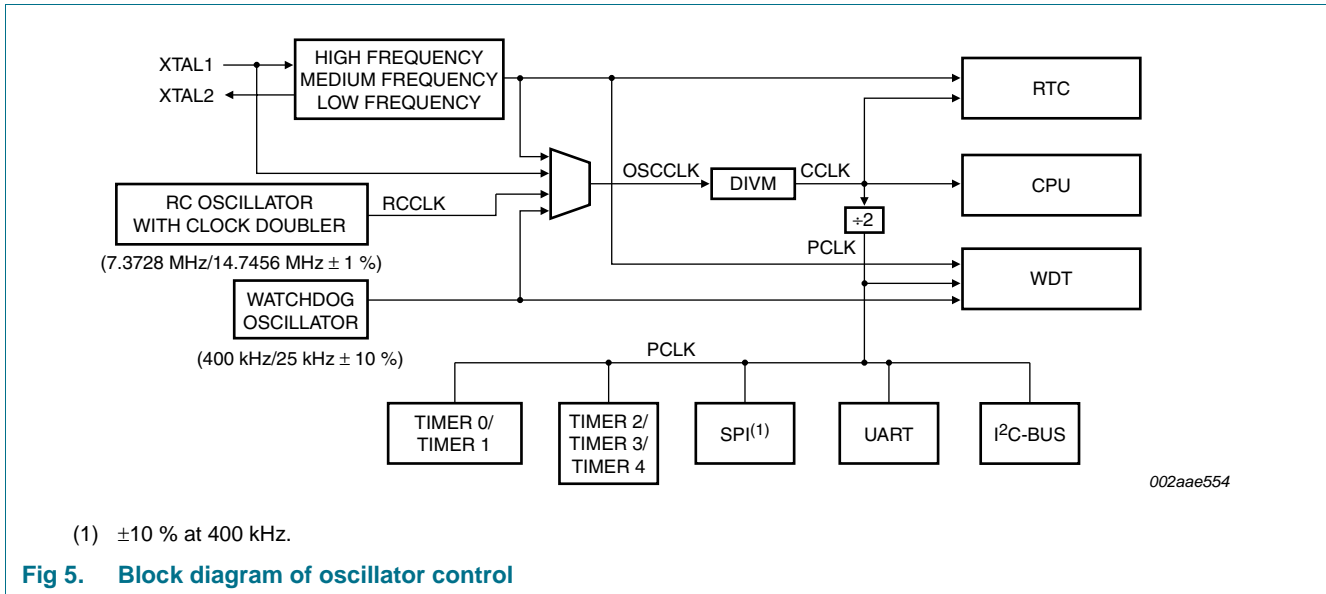 XTAL1
XTAL2
HIGH FREQUENCY
MEDIUM FREQUENCY
LOW FREQUENCY
RTC
OSCCLK
DIVM
CCLK
CPU
RC OSCILLATOR
WITH CLOCK DOUBLER
RCCLK
÷2
(7.3728 MHz/14.7456 MHz ± 1 %)
PCLK
WDT
WATCHDOG
OSCILLATOR
(400 kHz/25 kHz ± 10 %)
PCLK
TIMER 0/
TIMER 1
TIMER 2/
TIMER 3/
TIMER 4
SPI(1)
UART
I2C-BUS
002aae554
(1) ±10 % at 400 kHz.
Fig 5. Block diagram of oscillator control